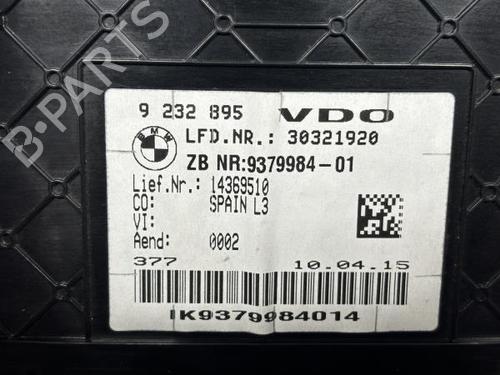 B-PARTS
9 232 895 VDO
BMW
LFD.NR.: 30321920
ZB NR:9379984-01
Lief.Nr.: 14369510
CO: SPAIN L3
VI:
Aend: 0002
377 10.04.15
IK9379984014